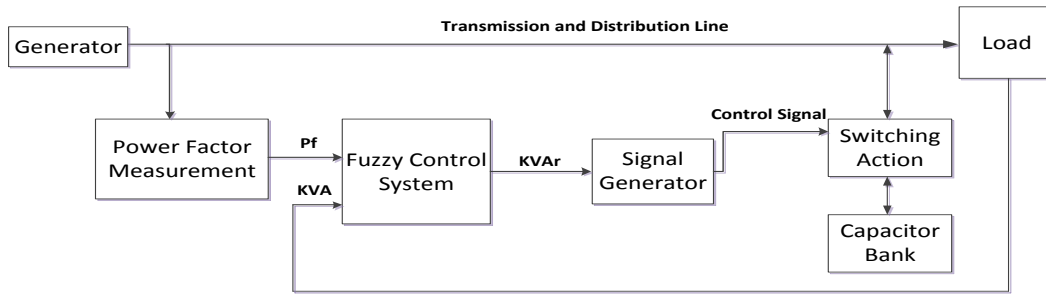 Transmission and Distribution Line
Generator
Load
Control Signal
Power Factor
Measurement
Pf
KVA
Fuzzy Control
System
KVAr
Signal
Generator
Switching
Action
Capacitor
Bank